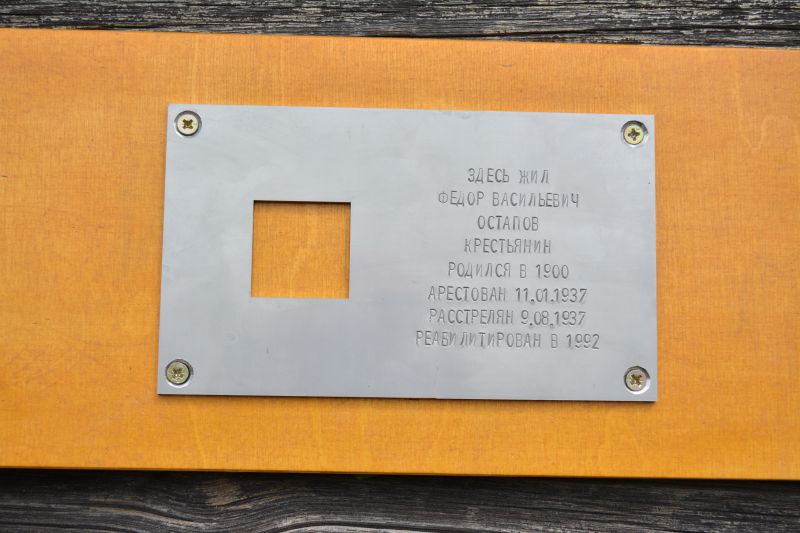 ЗДЕСЬ ЖИЛ
ФЕДОР ВАСИЛЬЕВИЧ
ОСТАПОВ
КРЕСТЬЯНИН
РОДИЛСЯ В 1900
АРЕСТОВАН 11.01.1937
РАССТРЕЛЯН 9.08.1937
РЕАБИЛИТИРОВАН В 1992